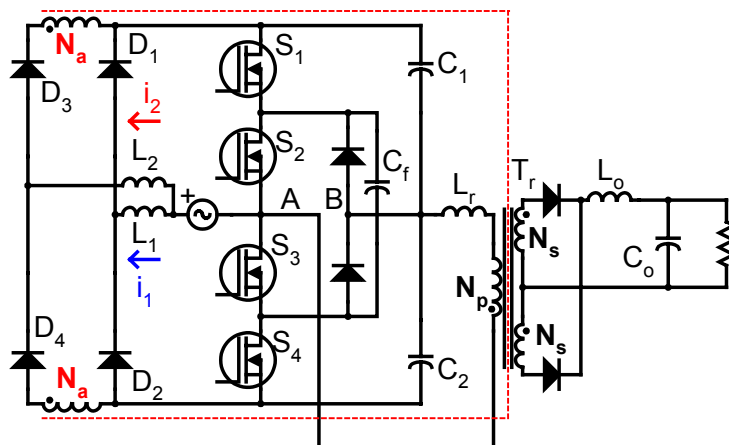 Na
D1
S1
C1
D3
i2
S2
Cf
L2
+
A
B
Lr
Tr
Lo
L1
Ns
Co
i1
S3
Np
D4
S4
Ns
Na
D2
C2